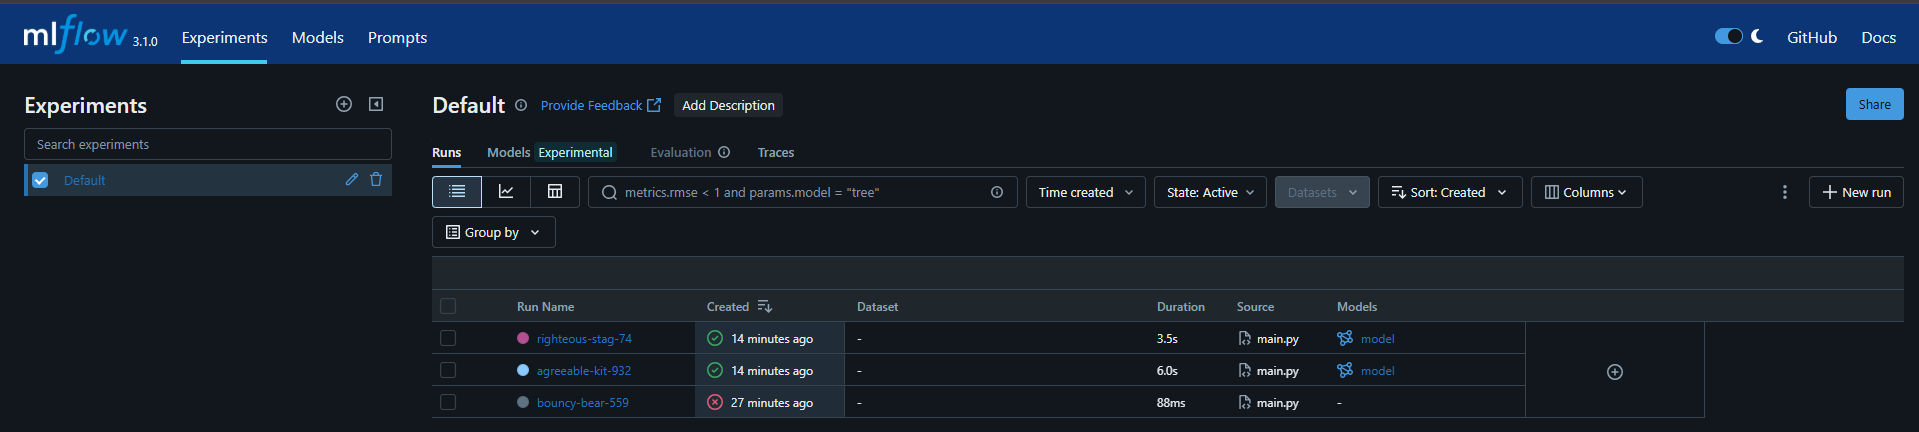 mlflow 3.1.0 Experiments Models Prompts GitHub Docs
Experiments
Search experiments
Default
Default Provide Feedback Add Description Share
Runs Models Experimental Evaluation Traces
metrics.rmse < 1 and params.model = "tree" Time created State: Active Datasets Sort: Created Columns New run
Group by
Run Name Created Dataset Duration Source Models
righteous-stag-74 14 minutes ago - 3.5s main.py model
agreeable-kit-932 14 minutes ago - 6.0s main.py model
bouncy-bear-559 27 minutes ago - 88ms main.py -